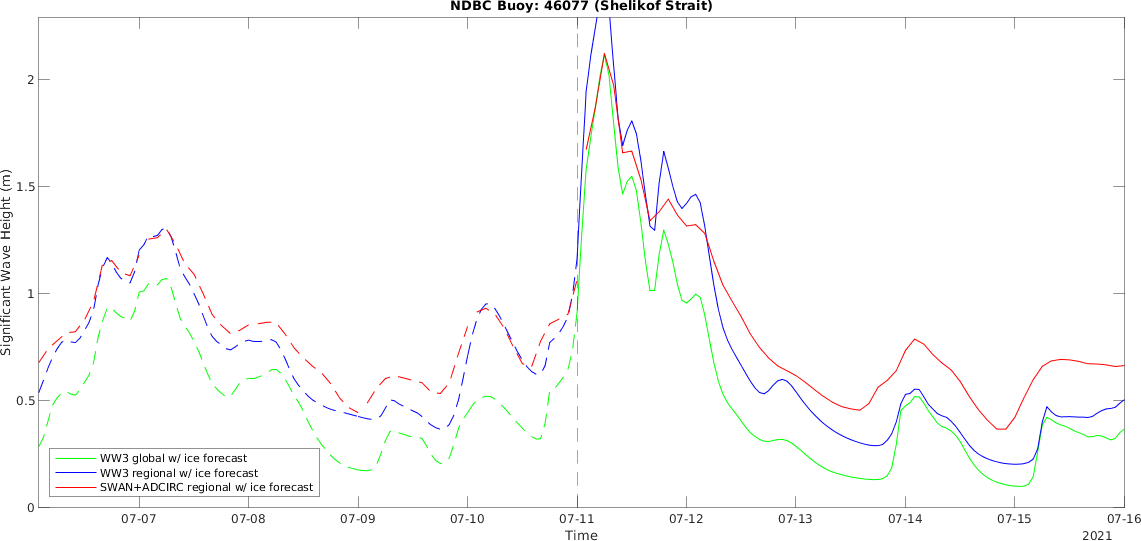 NDBC Buoy: 46077 (Shelikof Strait)
Significant Wave Height (m)
2
1.5
1
0.5
0
WW3 global w/ ice forecast
WW3 regional w/ ice forecast
SWAN+ADCIRC regional w/ ice forecast
07-07 07-08 07-09 07-10 07-11 07-12 07-13 07-14 07-15 07-16
Time
2021